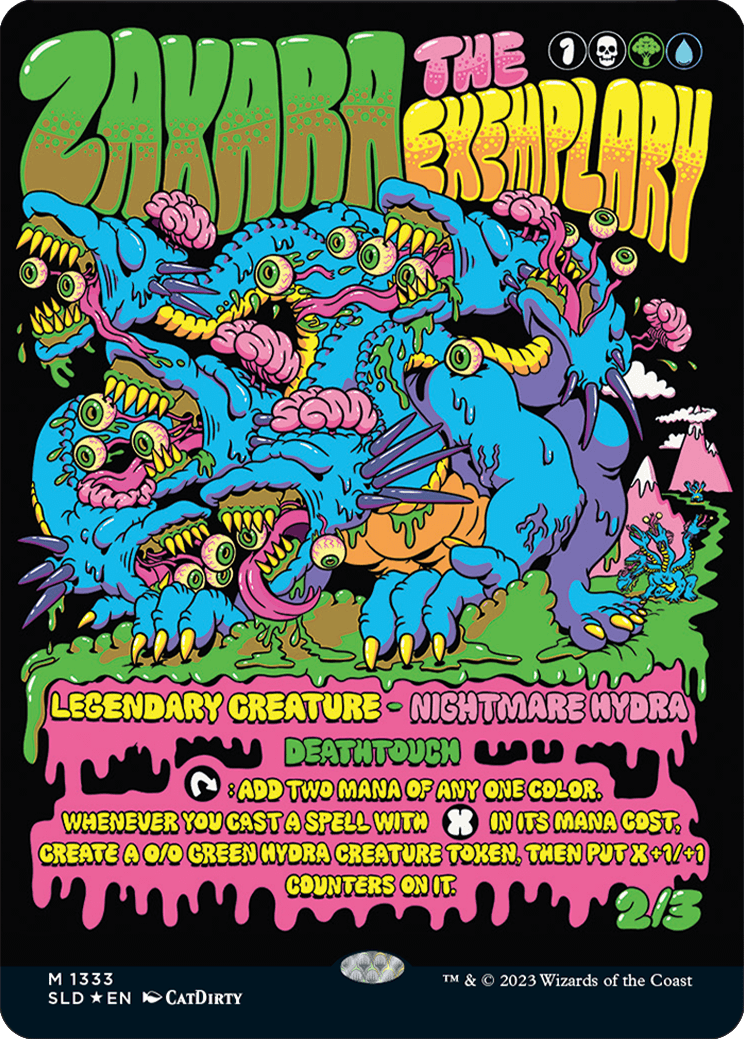 ZAXARA THE EXEMPLARY 1
LEGENDARY CREATURE - NIGHTMARE HYDRA
DEATHTOUCH
: ADD TWO MANA OF ANY ONE COLOR.
WHENEVER YOU CAST A SPELL WITH X IN ITS MANA COST,
CREATE A 0/0 GREEN HYDRA CREATURE TOKEN, THEN PUT X +1/+1
COUNTERS ON IT.
2/3
M 1333
SLD ★ EN CATDIRTY
™ & © 2023 Wizards of the Coast